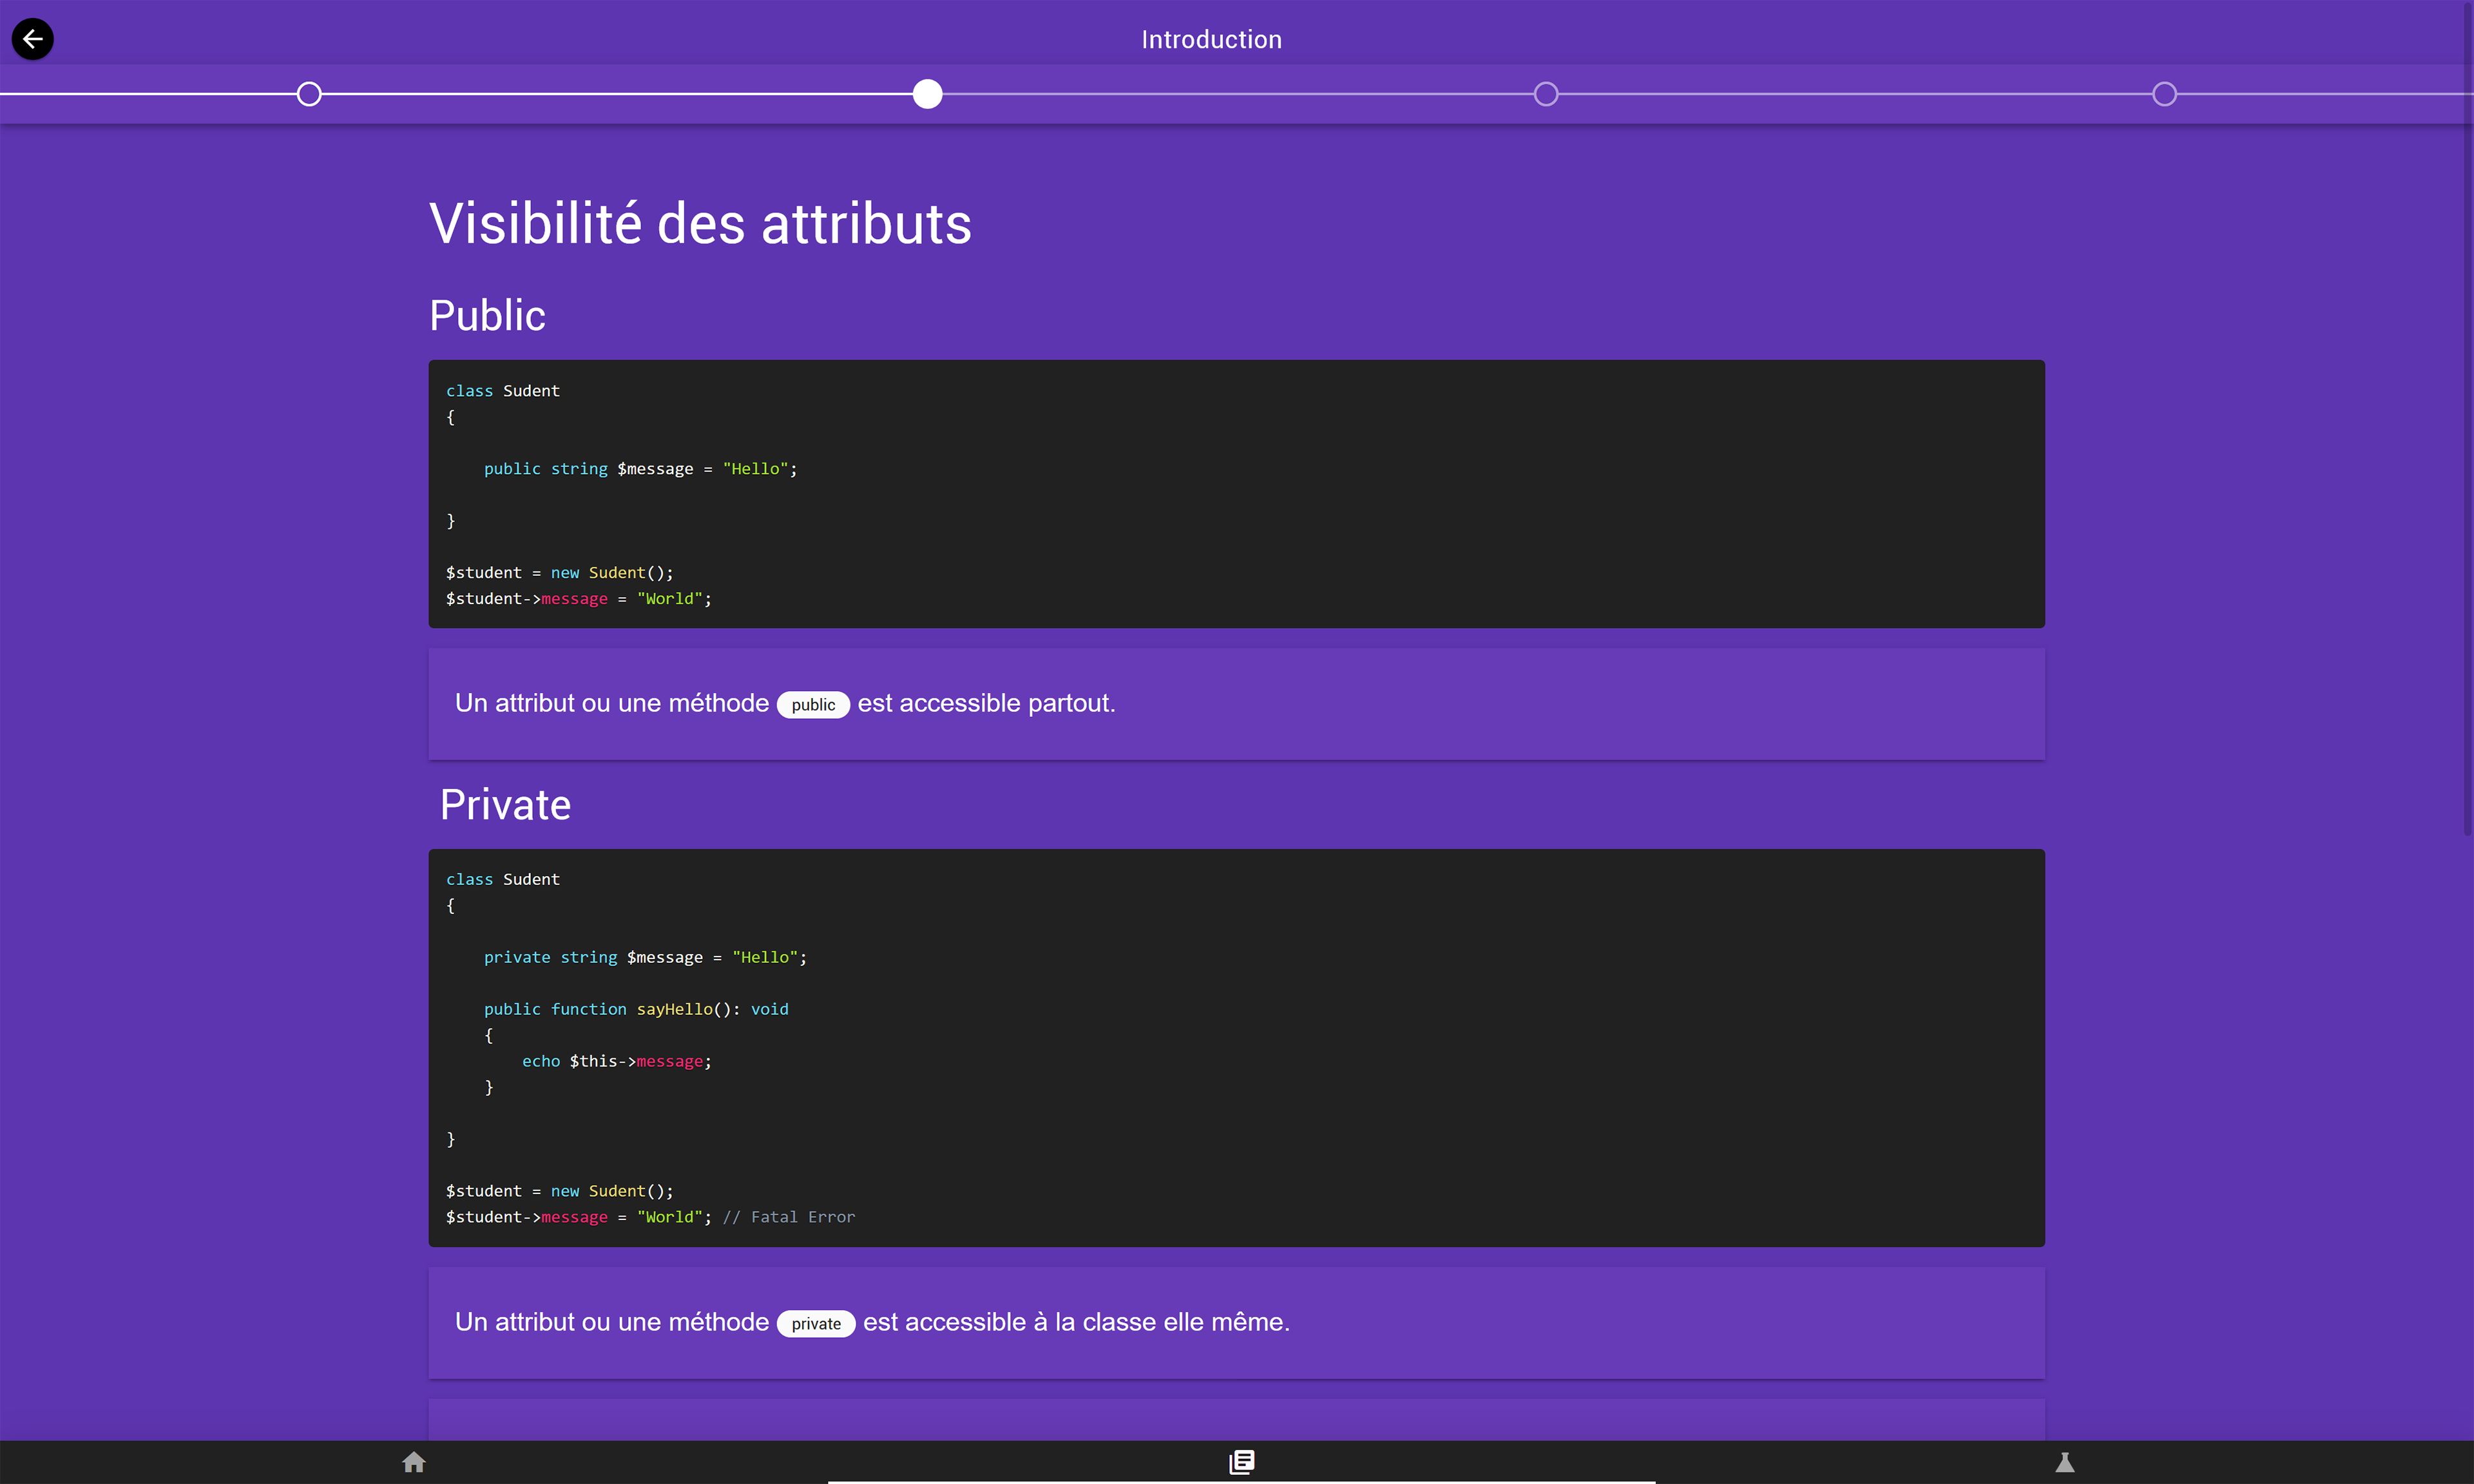 Introduction
Visibilité des attributs
Public
class Sudent
{
public string $message = "Hello";
}
$student = new Sudent();
$student->message = "World";
Un attribut ou une méthode public est accessible partout.
Private
class Sudent
{
private string $message = "Hello";
public function sayHello(): void
{
echo $this->message;
}
}
$student = new Sudent();
$student->message = "World"; // Fatal Error
Un attribut ou une méthode private est accessible à la classe elle même.